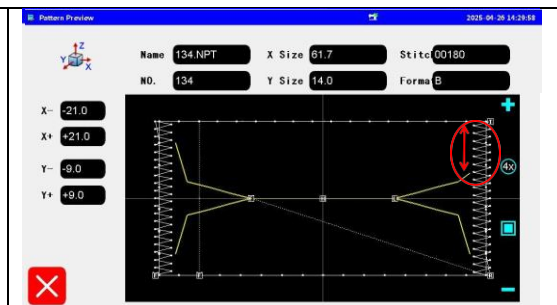 Pattern Preview 2025-04-26 14:29:58
Z
Y X
Name 134.NPT X Size 61.7 Stitc 00180
NO. 134 Y Size 14.0 Forma B
X- -21.0
X+ +21.0
Y- -9.0
Y+ +9.0
4X